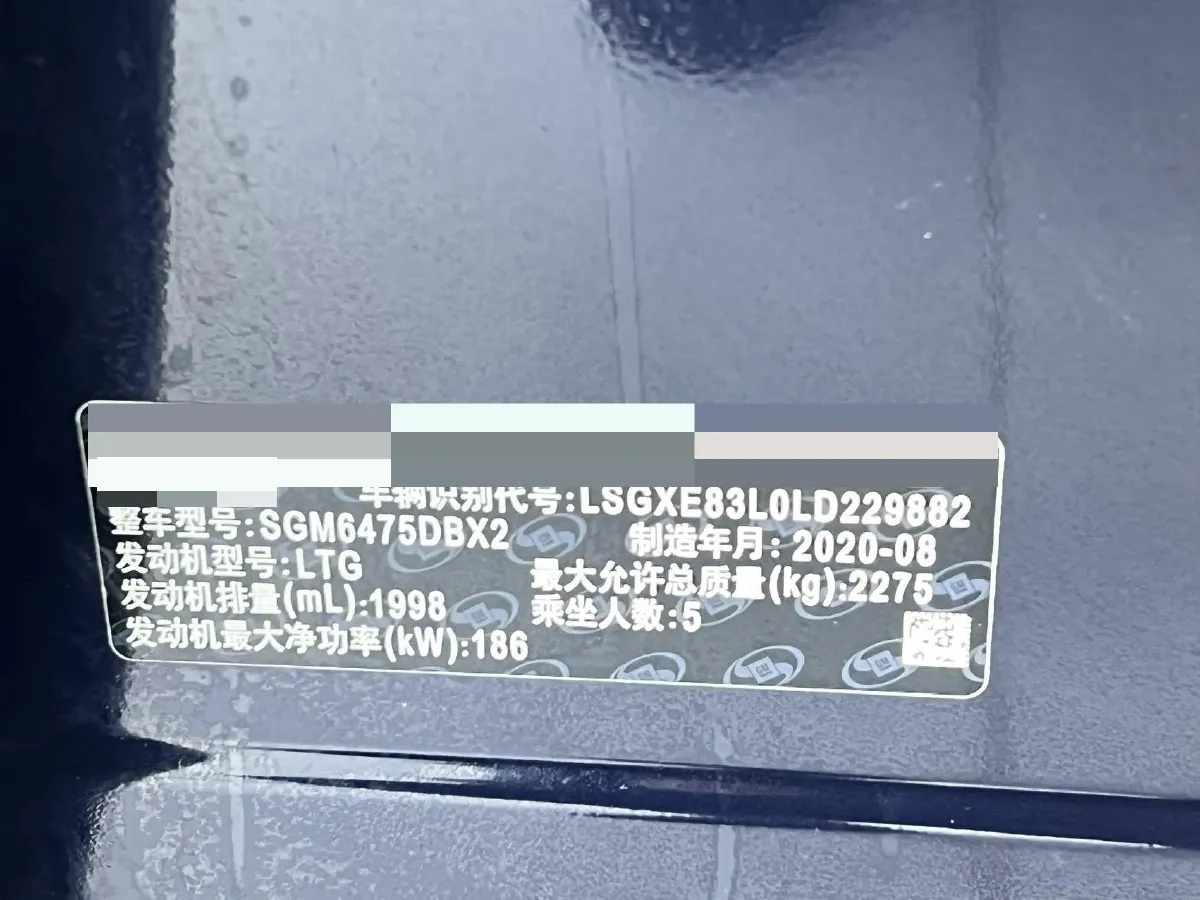 车辆识别代号:LSGXE83L0LD229882
整车型号:SGM6475DBX2 制造年月: 2020-08
发动机型号:LTG 最大允许总质量(kg):2275
发动机排量(mL):1998 乘坐人数:5
发动机最大净功率(kW):186